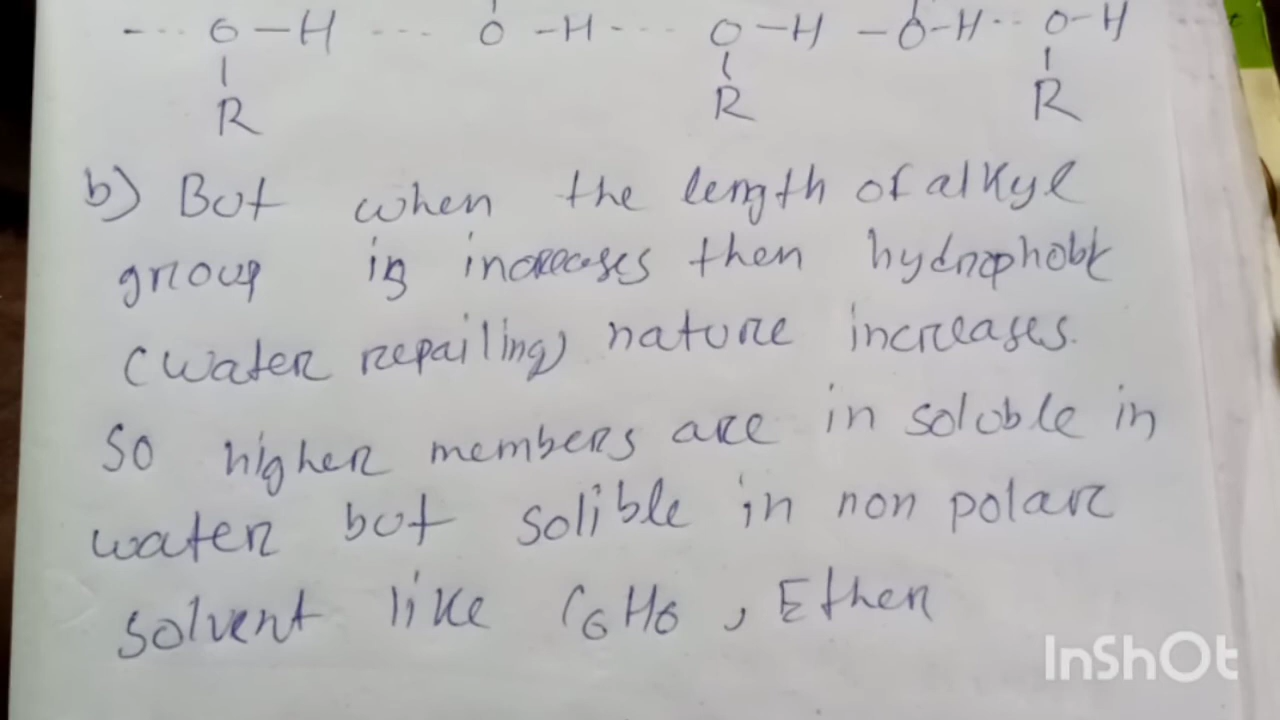 --- O-H --- O-H --- O-H -O-H -- O-H
R R R
b) But when the length of alkyl
group is increases then hydrophobic
(water repailing) nature increases.
So higher members are in soluble in
water but solible in non polar
solvent like C6H6, Ether
InShOt